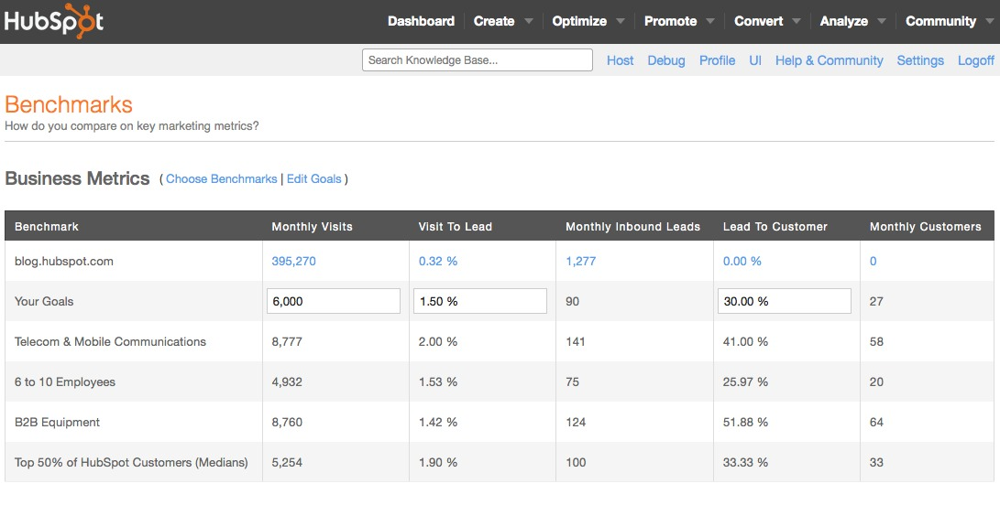 HubSpot Dashboard Create Optimize Promote Convert Analyze Community
Search Knowledge Base... Host Debug Profile UI Help & Community Settings Logoff
Benchmarks
How do you compare on key marketing metrics?
Business Metrics ( Choose Benchmarks | Edit Goals )
Benchmark Monthly Visits Visit To Lead Monthly Inbound Leads Lead To Customer Monthly Customers
blog.hubspot.com 395,270 0.32 % 1,277 0.00 % 0
Your Goals 6,000 1.50 % 90 30.00 % 27
Telecom & Mobile Communications 8,777 2.00 % 141 41.00 % 58
6 to 10 Employees 4,932 1.53 % 75 25.97 % 20
B2B Equipment 8,760 1.42 % 124 51.88 % 64
Top 50% of HubSpot Customers (Medians) 5,254 1.90 % 100 33.33 % 33